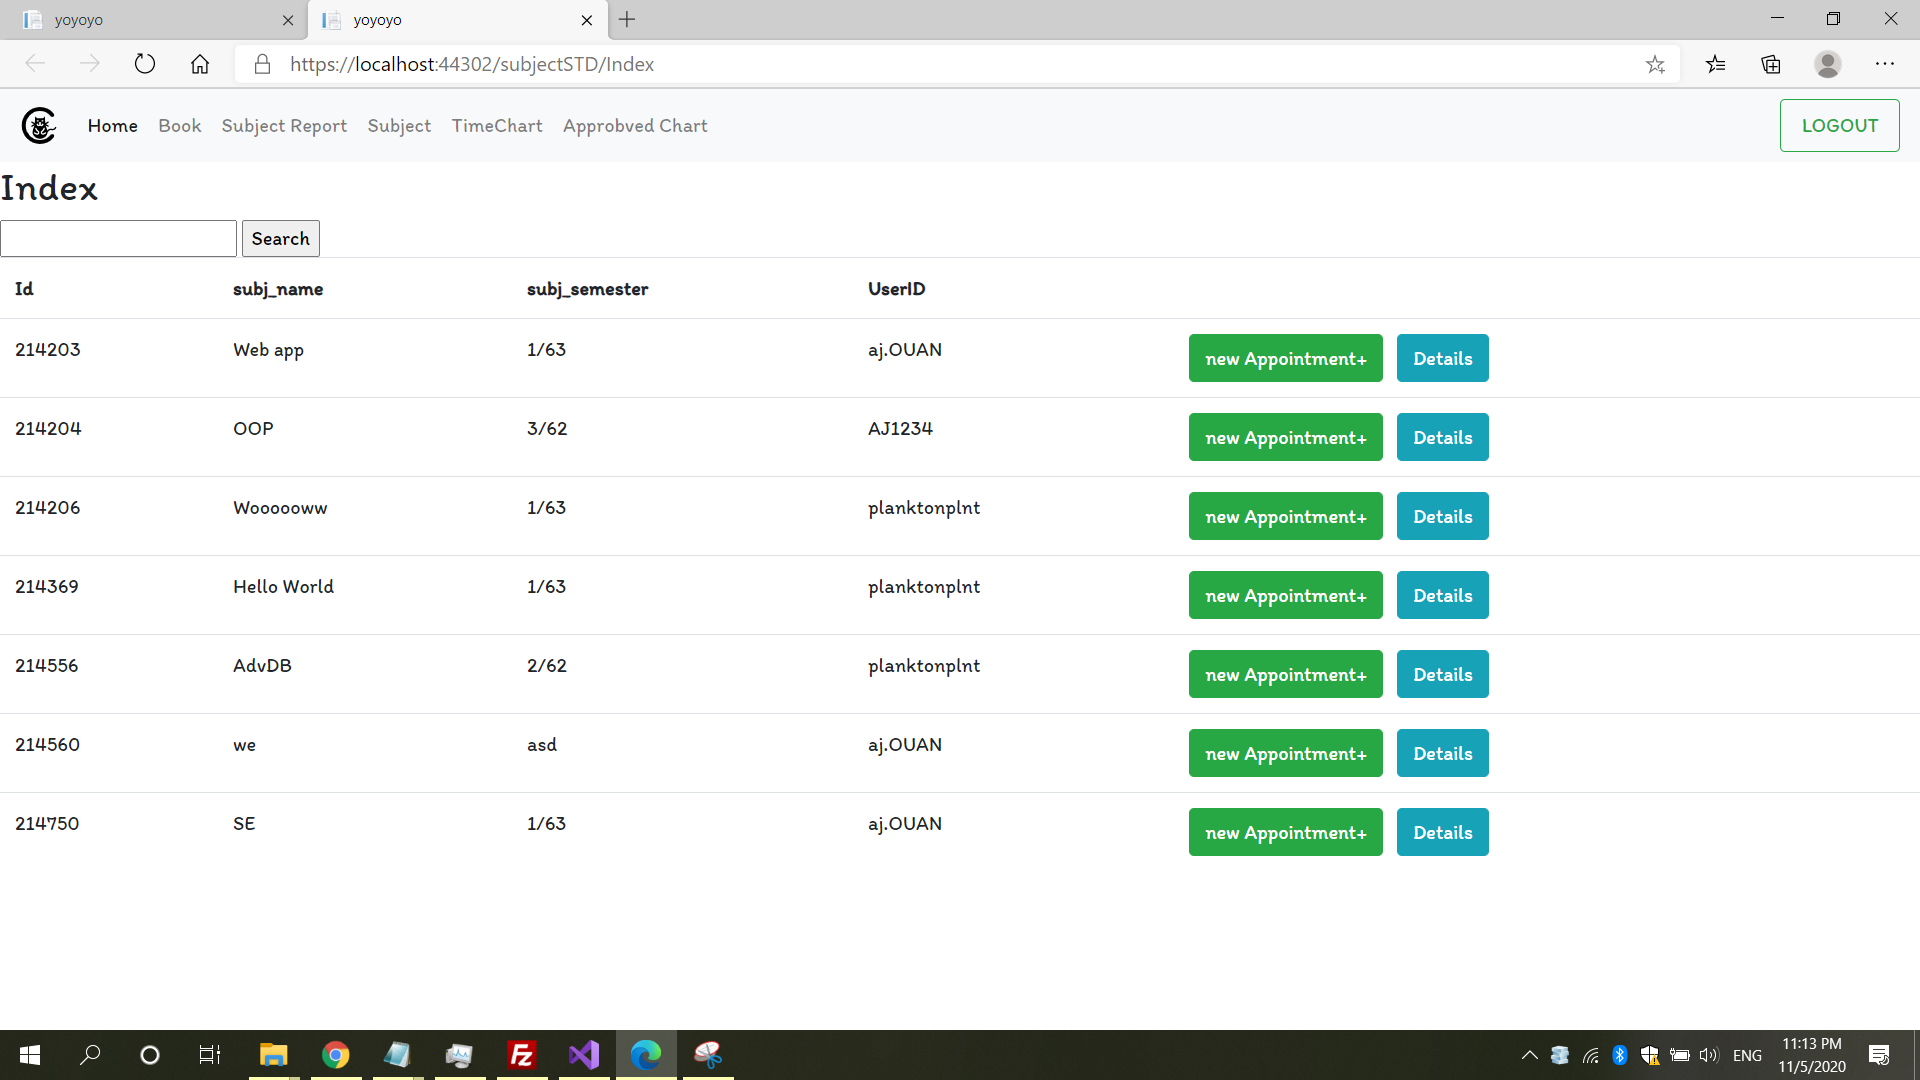 yoyoyo
yoyoyo
https://localhost:44302/subjectSTD/Index
Home Book Subject Report Subject TimeChart Approbved Chart LOGOUT
Index
Search
Id subj_name subj_semester UserID
214203 Web app 1/63 aj.OUAN new Appointment+ Details
214204 OOP 3/62 AJ1234 new Appointment+ Details
214206 Woooooww 1/63 planktonplnt new Appointment+ Details
214369 Hello World 1/63 planktonplnt new Appointment+ Details
214556 AdvDB 2/62 planktonplnt new Appointment+ Details
214560 we asd aj.OUAN new Appointment+ Details
214750 SE 1/63 aj.OUAN new Appointment+ Details
Fz
ENG
11:13 PM
11/5/2020